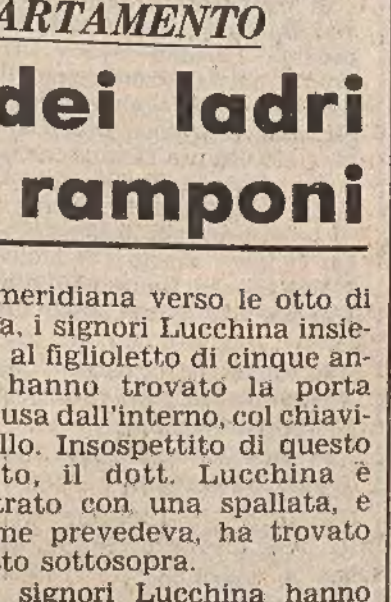 ARTAMENTO
dei ladri
ramponi
meridiana verso le otto di
a, i signori Lucchina insie-
al figlioletto di cinque an-
hanno trovato la porta
usa dall'interno, col chiavi-
llo. Insospettito di questo
to, il dott. Lucchina è
trato con una spallata, e
me prevedeva, ha trovato
to sottosopra.
signori Lucchina hanno